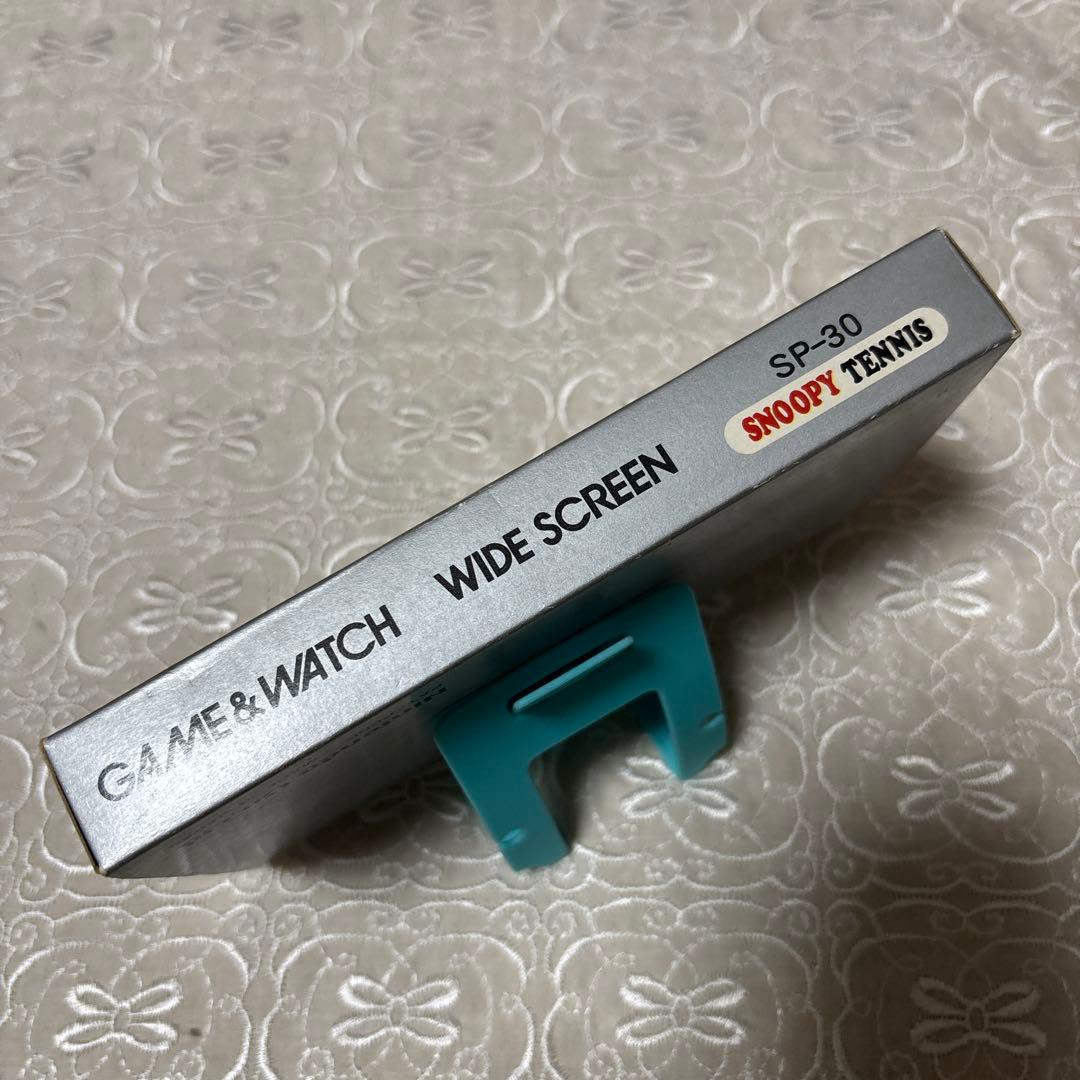 GAME & WATCH WIDE SCREEN
SP-30
SNOOPY TENNIS